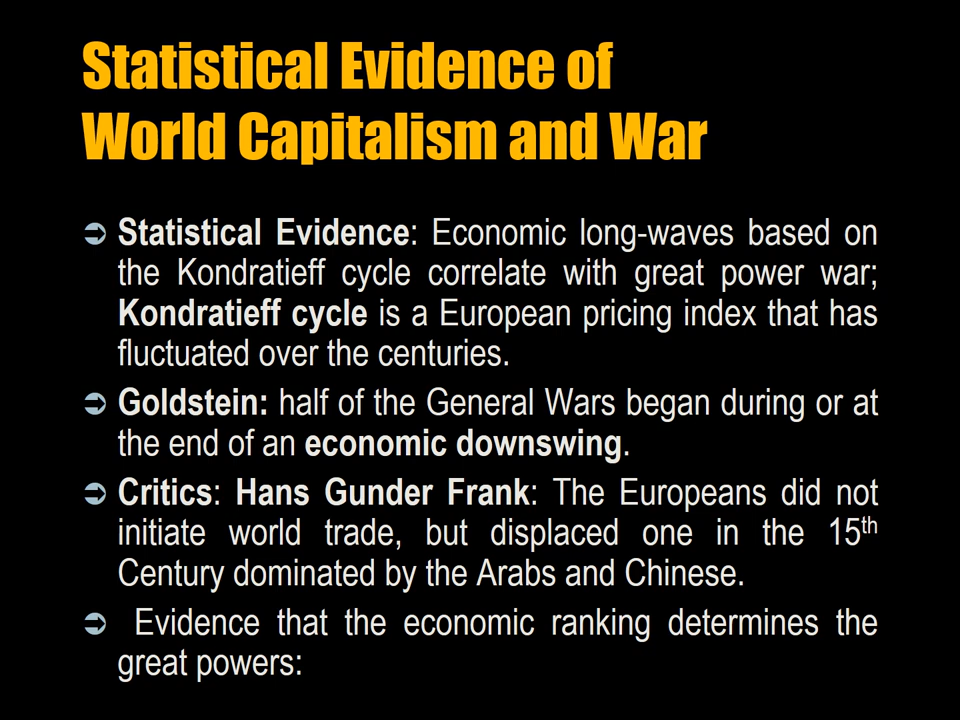 Statistical Evidence of
World Capitalism and War
➲ Statistical Evidence: Economic long-waves based on
the Kondratieff cycle correlate with great power war;
Kondratieff cycle is a European pricing index that has
fluctuated over the centuries.
➲ Goldstein: half of the General Wars began during or at
the end of an economic downswing.
➲ Critics: Hans Gunder Frank: The Europeans did not
initiate world trade, but displaced one in the 15th
Century dominated by the Arabs and Chinese.
➲ Evidence that the economic ranking determines the
great powers: